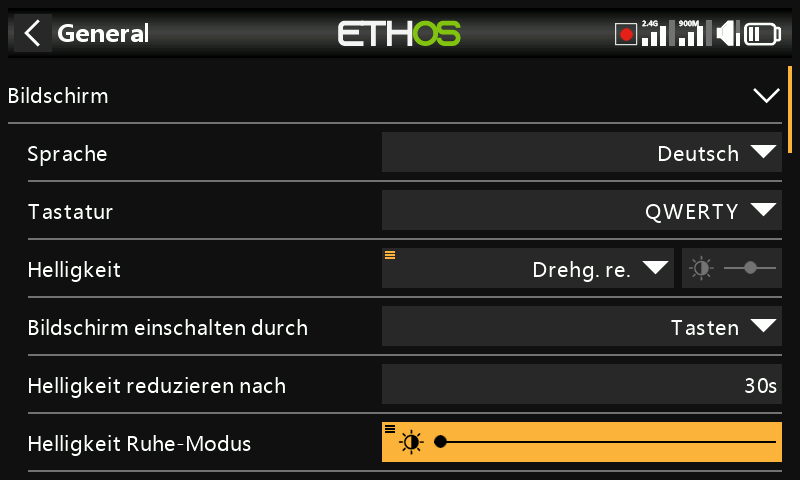 General
ETHOS
2.4G
900M
Bildschirm
Sprache
Deutsch
Tastatur
QWERTY
Helligkeit
Drehg. re.
Bildschirm einschalten durch
Tasten
Helligkeit reduzieren nach
30s
Helligkeit Ruhe-Modus